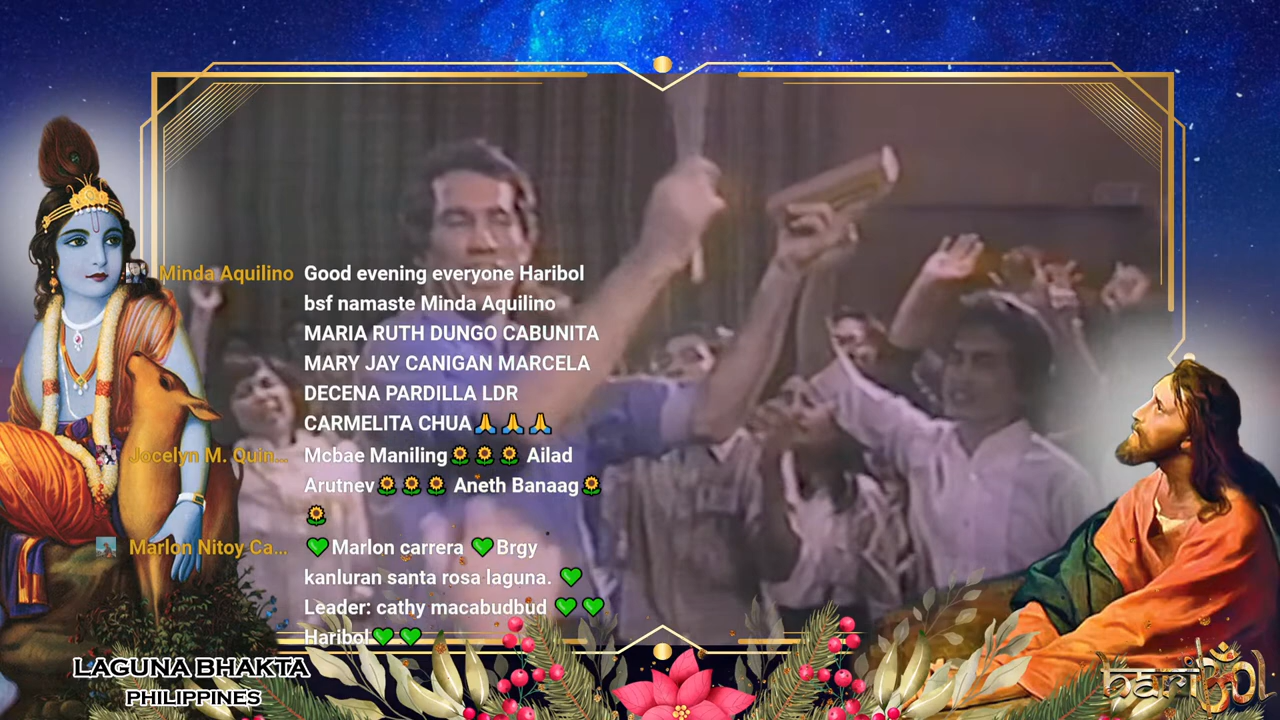 Minda Aquilino Good evening everyone Haribol
bsf namaste Minda Aquilino
MARIA RUTH DUNGO CABUNITA
MARY JAY CANIGAN MARCELA
DECENA PARDILLA LDR
CARMELITA CHUA🙏🙏🙏
Jocelyn M. Quin... Mcbae Maniling🌻🌻🌻 Ailad
Arutnev🌻🌻🌻 Aneth Banaag🌻
🌻
Marlon Nitoy Ca... 💚Marlon carrera 💚Brgy
kanluran santa rosa laguna. 💚
Leader: cathy macabudbud 💚💚
Haribol💚💚
LAGUNA BHAKTA
PHILIPPINES
hariबॐl